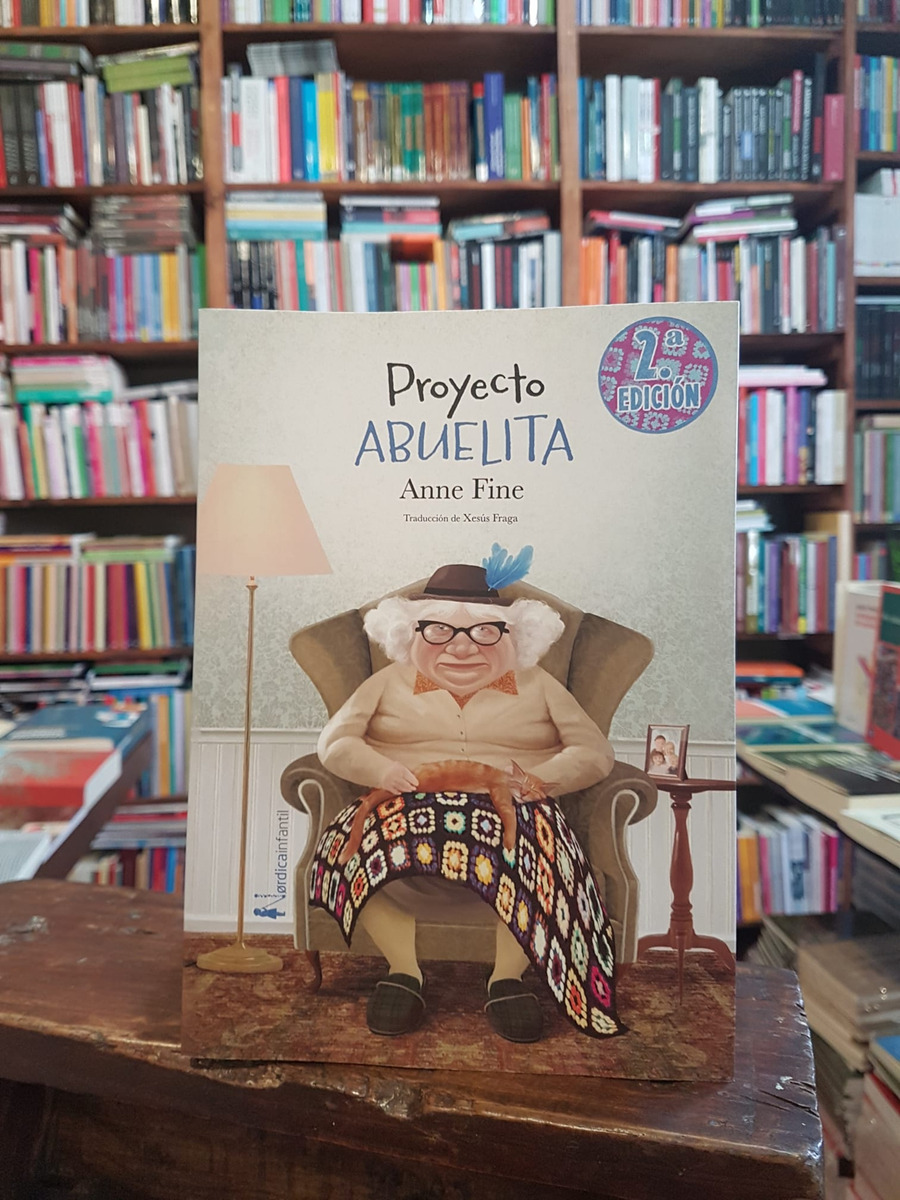 Proyecto
ABUELITA
Anne Fine
Traducción de Xesús Fraga
2.ª
EDICIÓN
Nørdicainfantil